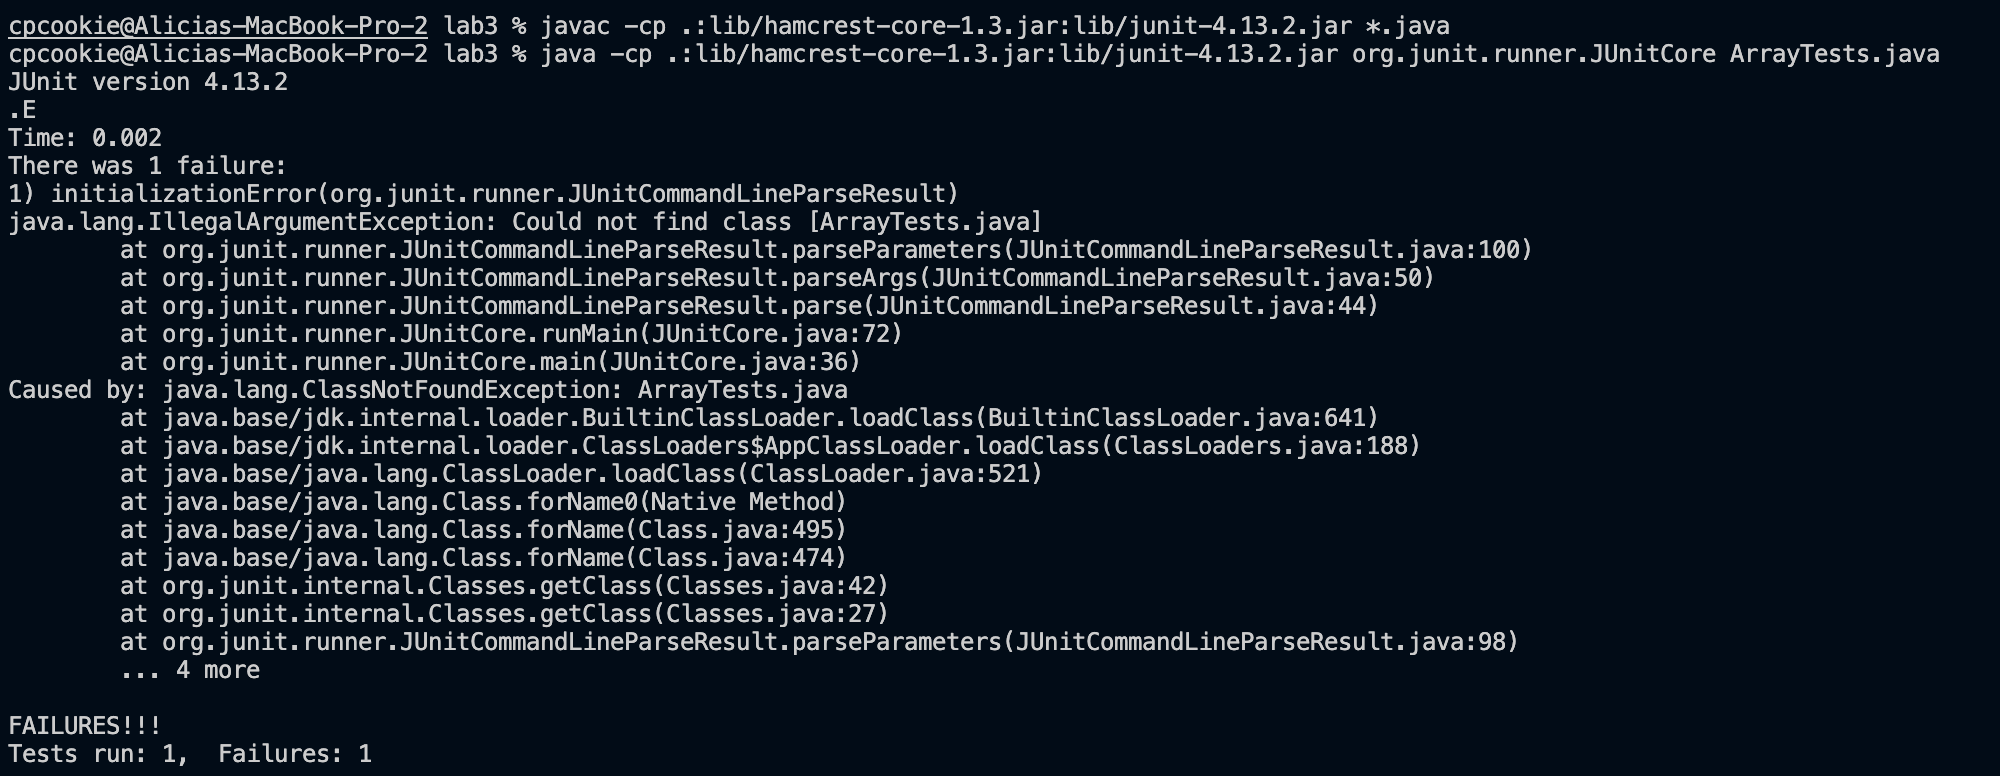 cpcookie@Alicias-MacBook-Pro-2 lab3 % javac -cp .:lib/hamcrest-core-1.3.jar:lib/junit-4.13.2.jar *.java
cpcookie@Alicias-MacBook-Pro-2 lab3 % java -cp .:lib/hamcrest-core-1.3.jar:lib/junit-4.13.2.jar org.junit.runner.JUnitCore ArrayTests.java
JUnit version 4.13.2
.E
Time: 0.002
There was 1 failure:
1) initializationError(org.junit.runner.JUnitCommandLineParseResult)
java.lang.IllegalArgumentException: Could not find class [ArrayTests.java]
        at org.junit.runner.JUnitCommandLineParseResult.parseParameters(JUnitCommandLineParseResult.java:100)
        at org.junit.runner.JUnitCommandLineParseResult.parseArgs(JUnitCommandLineParseResult.java:50)
        at org.junit.runner.JUnitCommandLineParseResult.parse(JUnitCommandLineParseResult.java:44)
        at org.junit.runner.JUnitCore.runMain(JUnitCore.java:72)
        at org.junit.runner.JUnitCore.main(JUnitCore.java:36)
Caused by: java.lang.ClassNotFoundException: ArrayTests.java
        at java.base/jdk.internal.loader.BuiltinClassLoader.loadClass(BuiltinClassLoader.java:641)
        at java.base/jdk.internal.loader.ClassLoaders$AppClassLoader.loadClass(ClassLoaders.java:188)
        at java.base/java.lang.ClassLoader.loadClass(ClassLoader.java:521)
        at java.base/java.lang.Class.forName0(Native Method)
        at java.base/java.lang.Class.forName(Class.java:495)
        at java.base/java.lang.Class.forName(Class.java:474)
        at org.junit.internal.Classes.getClass(Classes.java:42)
        at org.junit.internal.Classes.getClass(Classes.java:27)
        at org.junit.runner.JUnitCommandLineParseResult.parseParameters(JUnitCommandLineParseResult.java:98)
        ... 4 more

FAILURES!!!
Tests run: 1,  Failures: 1